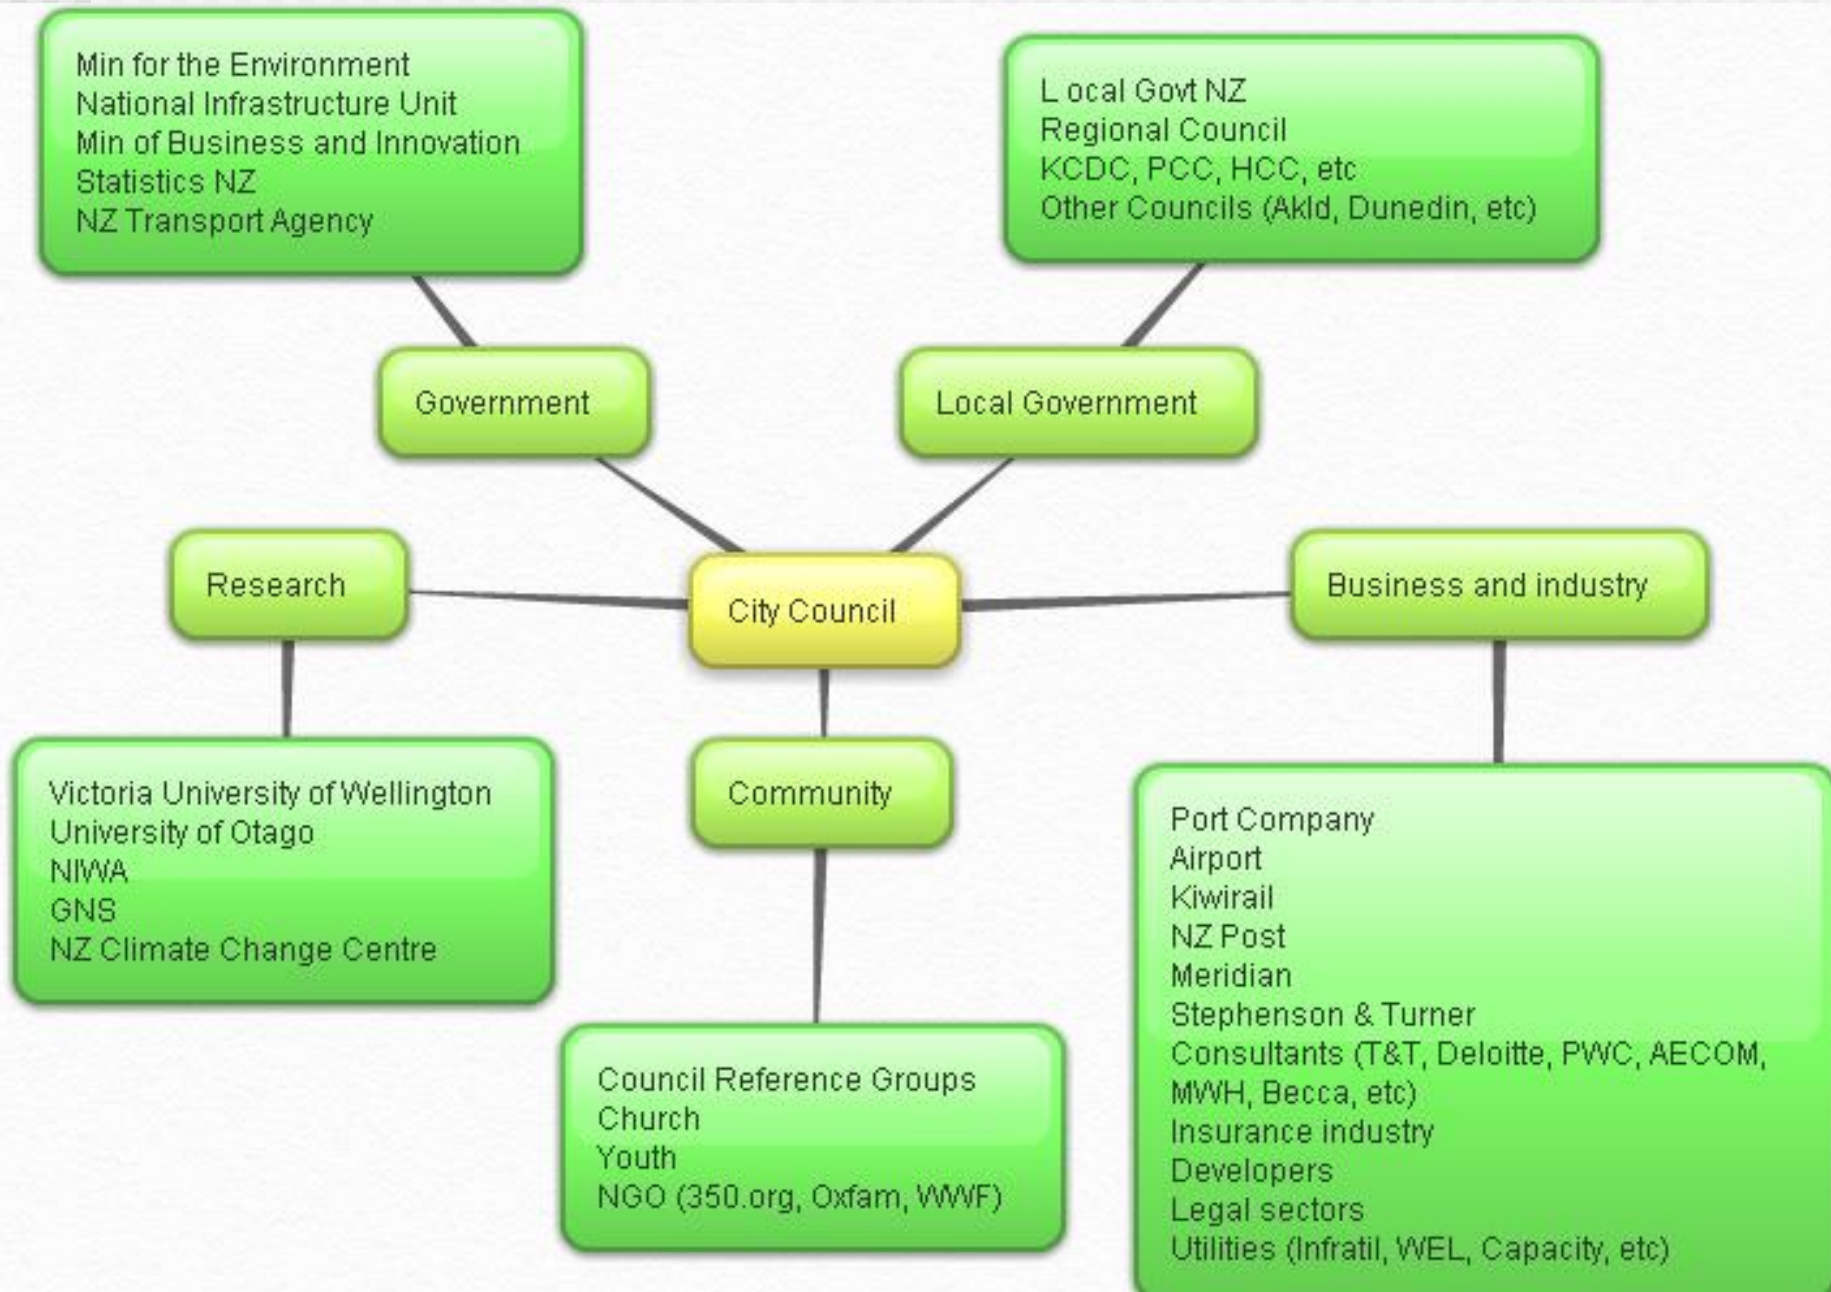 Min for the Environment
National Infrastructure Unit
Min of Business and Innovation
Statistics NZ
NZ Transport Agency
Local Govt NZ
Regional Council
KCDC, PCC, HCC, etc
Other Councils (Akld, Dunedin, etc)
Government
Local Government
Research
City Council
Business and industry
Victoria University of Wellington
University of Otago
NIWA
GNS
NZ Climate Change Centre
Community
Council Reference Groups
Church
Youth
NGO (350.org, Oxfam, WWF)
Port Company
Airport
Kiwirail
NZ Post
Meridian
Stephenson & Turner
Consultants (T&T, Deloitte, PWC, AECOM,
MWH, Becca, etc)
Insurance industry
Developers
Legal sectors
Utilities (Infratil, WEL, Capacity, etc)